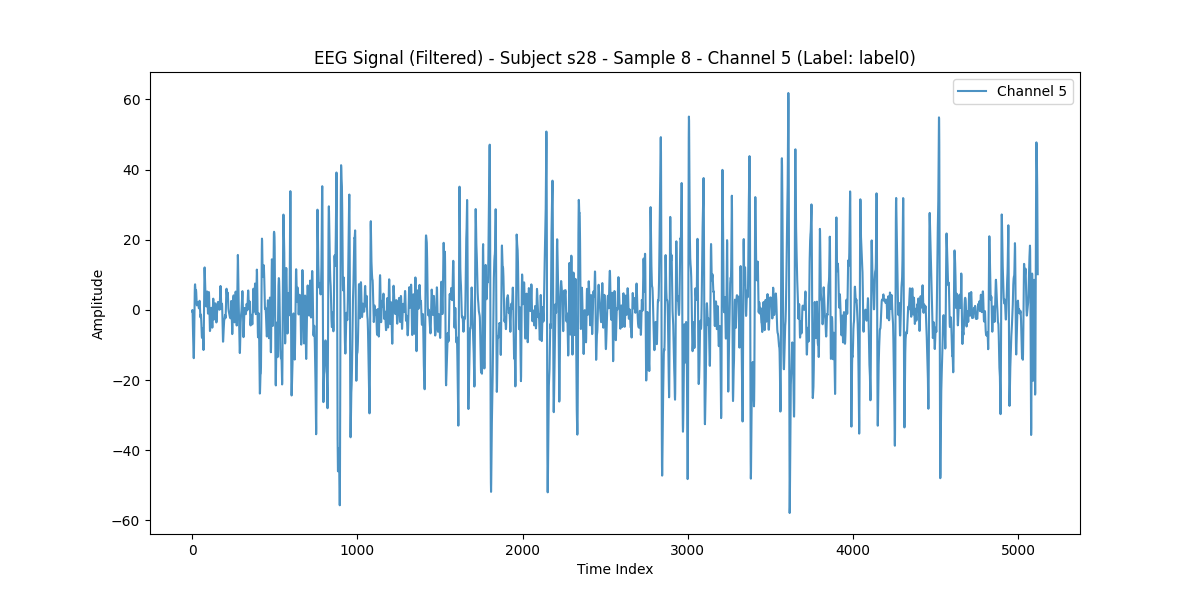 EEG Signal (Filtered) - Subject s28 - Sample 8 - Channel 5 (Label: label0)
Channel 5
60
40
20
0
−20
−40
−60
Amplitude
0 1000 2000 3000 4000 5000
Time Index